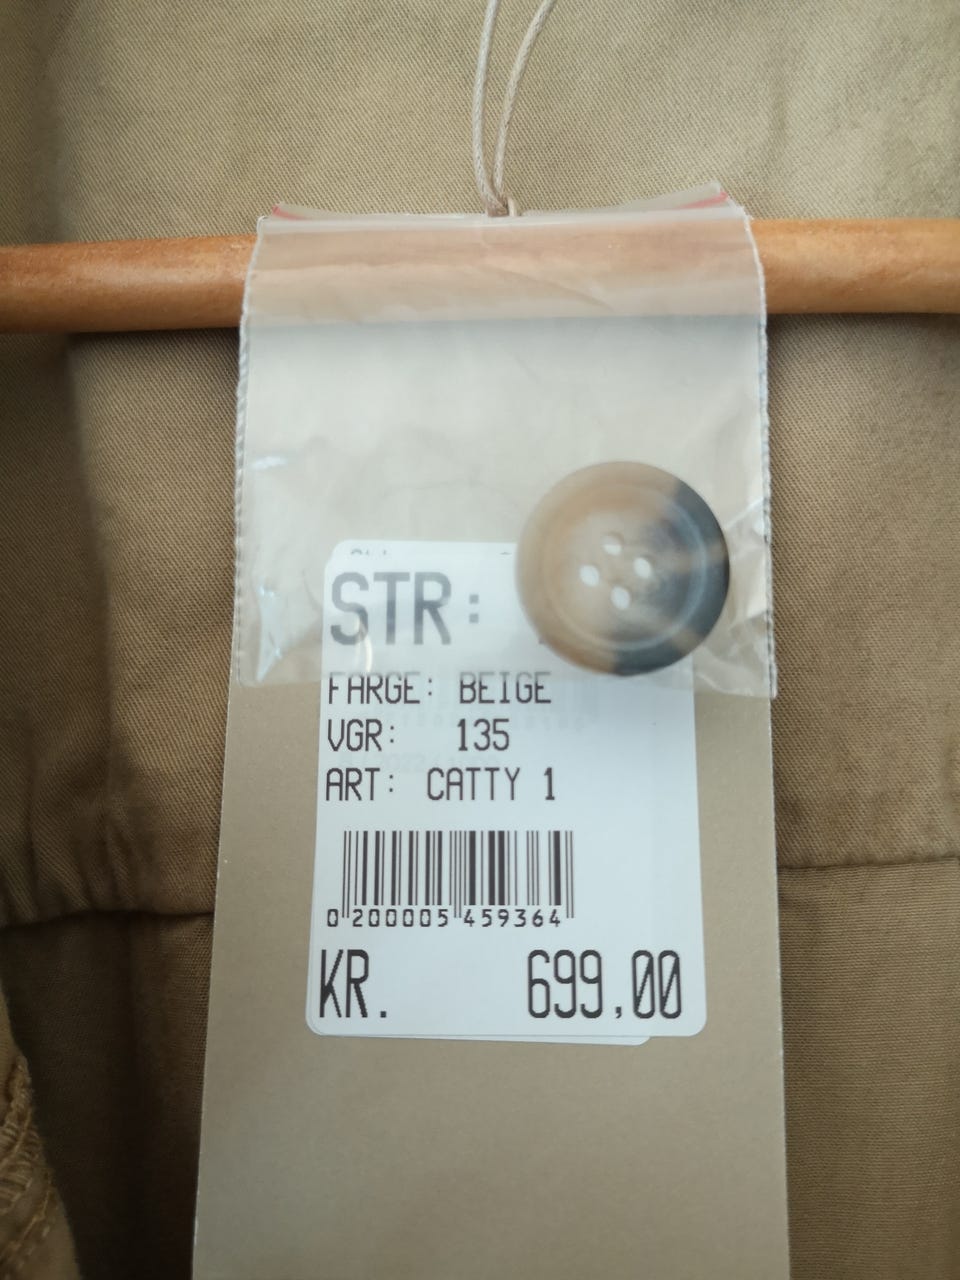 STR:
FARGE: BEIGE
VGR: 135
ART: CATTY 1
0 200005 459364
KR. 699,00